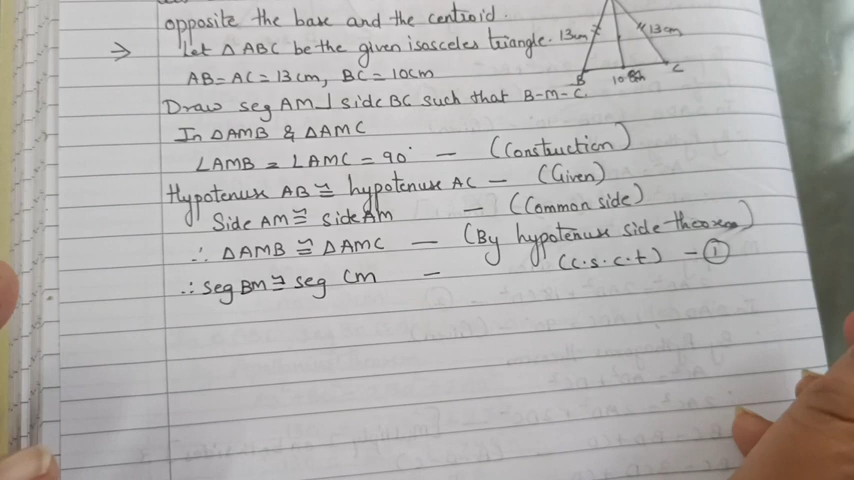 opposite the base and the centroid.
⇒ Let △ABC be the given isosceles triangle.
13cm
13cm
B
10cm
C
AB = AC = 13cm, BC = 10cm
Draw seg AM ⊥ side BC such that B-M-C.
In △AMB & △AMC
∠AMB = ∠AMC = 90° — (Construction)
Hypotenuse AB ≅ hypotenuse AC — (Given)
Side AM ≅ side AM — (Common side)
∴ △AMB ≅ △AMC — (By hypotenuse side theorem)
∴ seg BM ≅ seg CM — (c.s.c.t) — ①